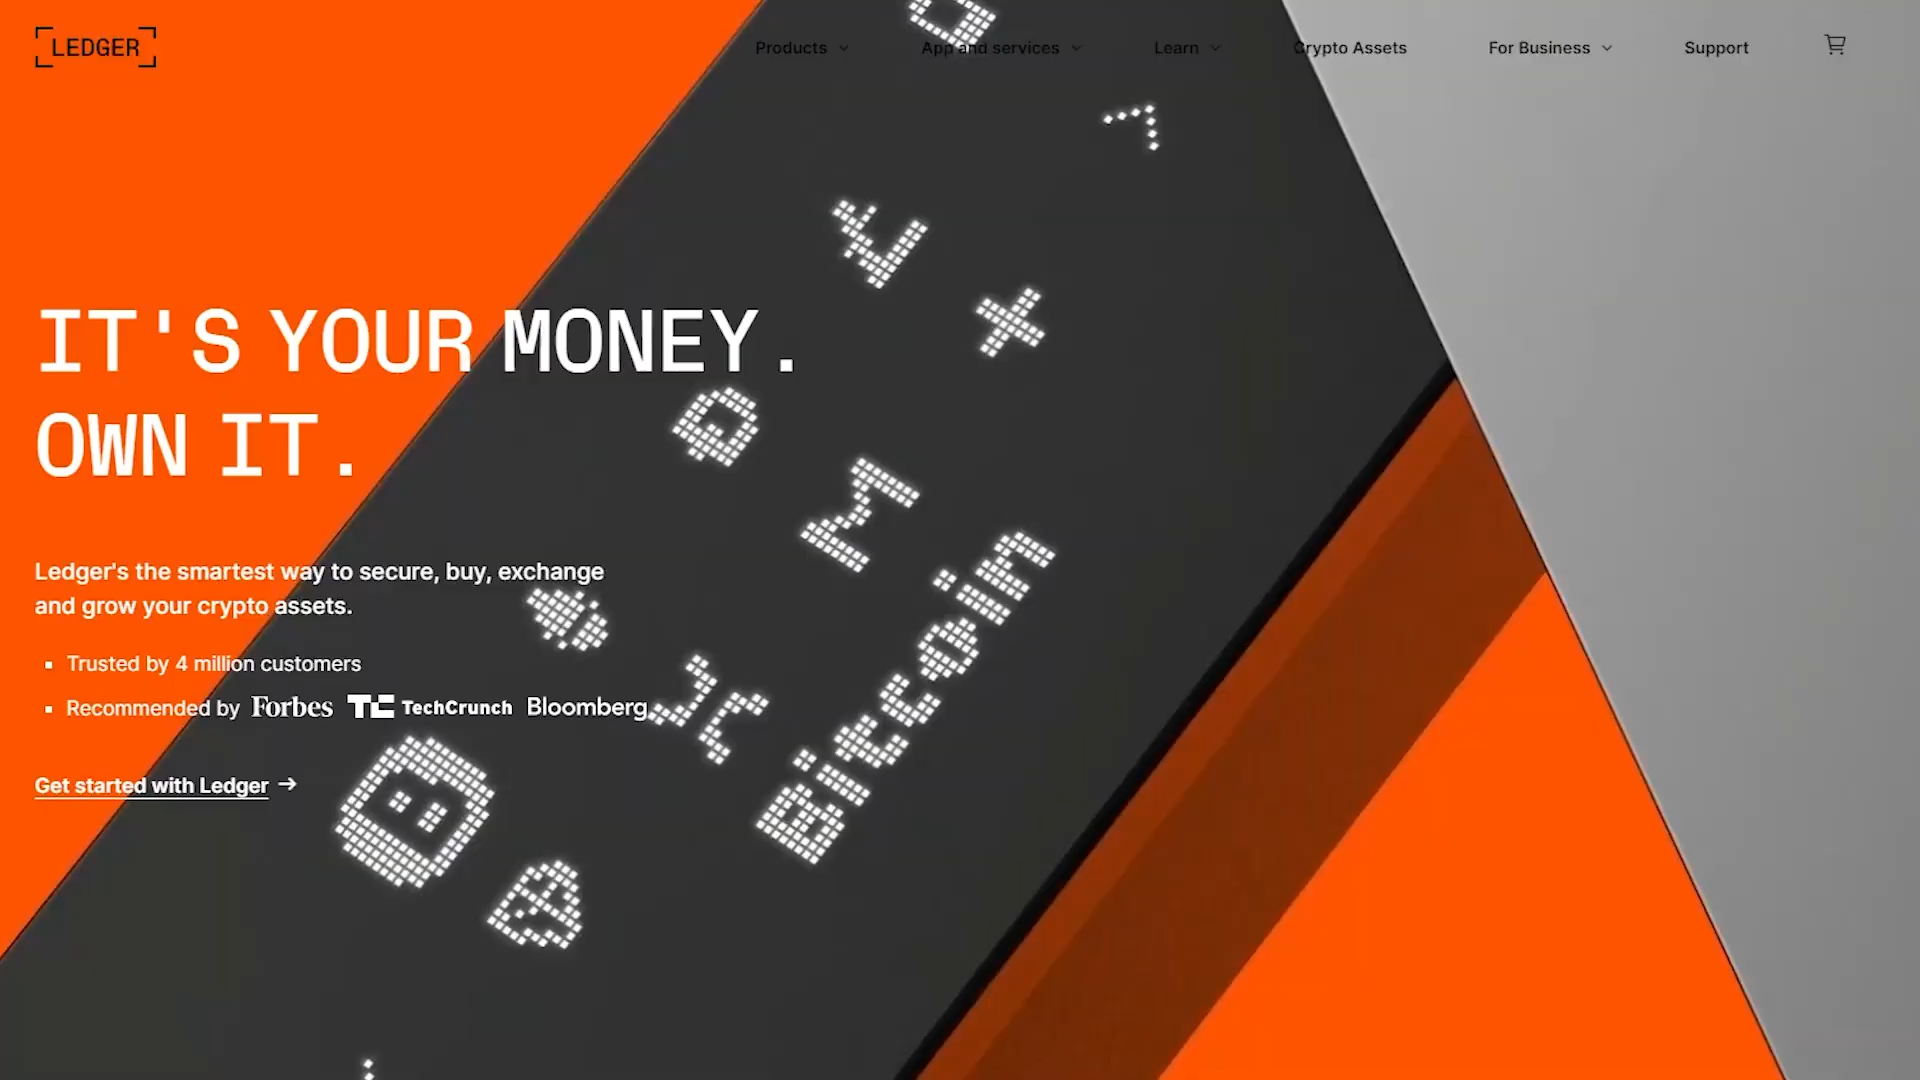 LEDGER
Products
App and services
Learn
Crypto Assets
For Business
Support
IT'S YOUR MONEY.
OWN IT.
Ledger's the smartest way to secure, buy, exchange
and grow your crypto assets.
Trusted by 4 million customers
Recommended by Forbes TC TechCrunch Bloomberg
Get started with Ledger →
Bitcoin